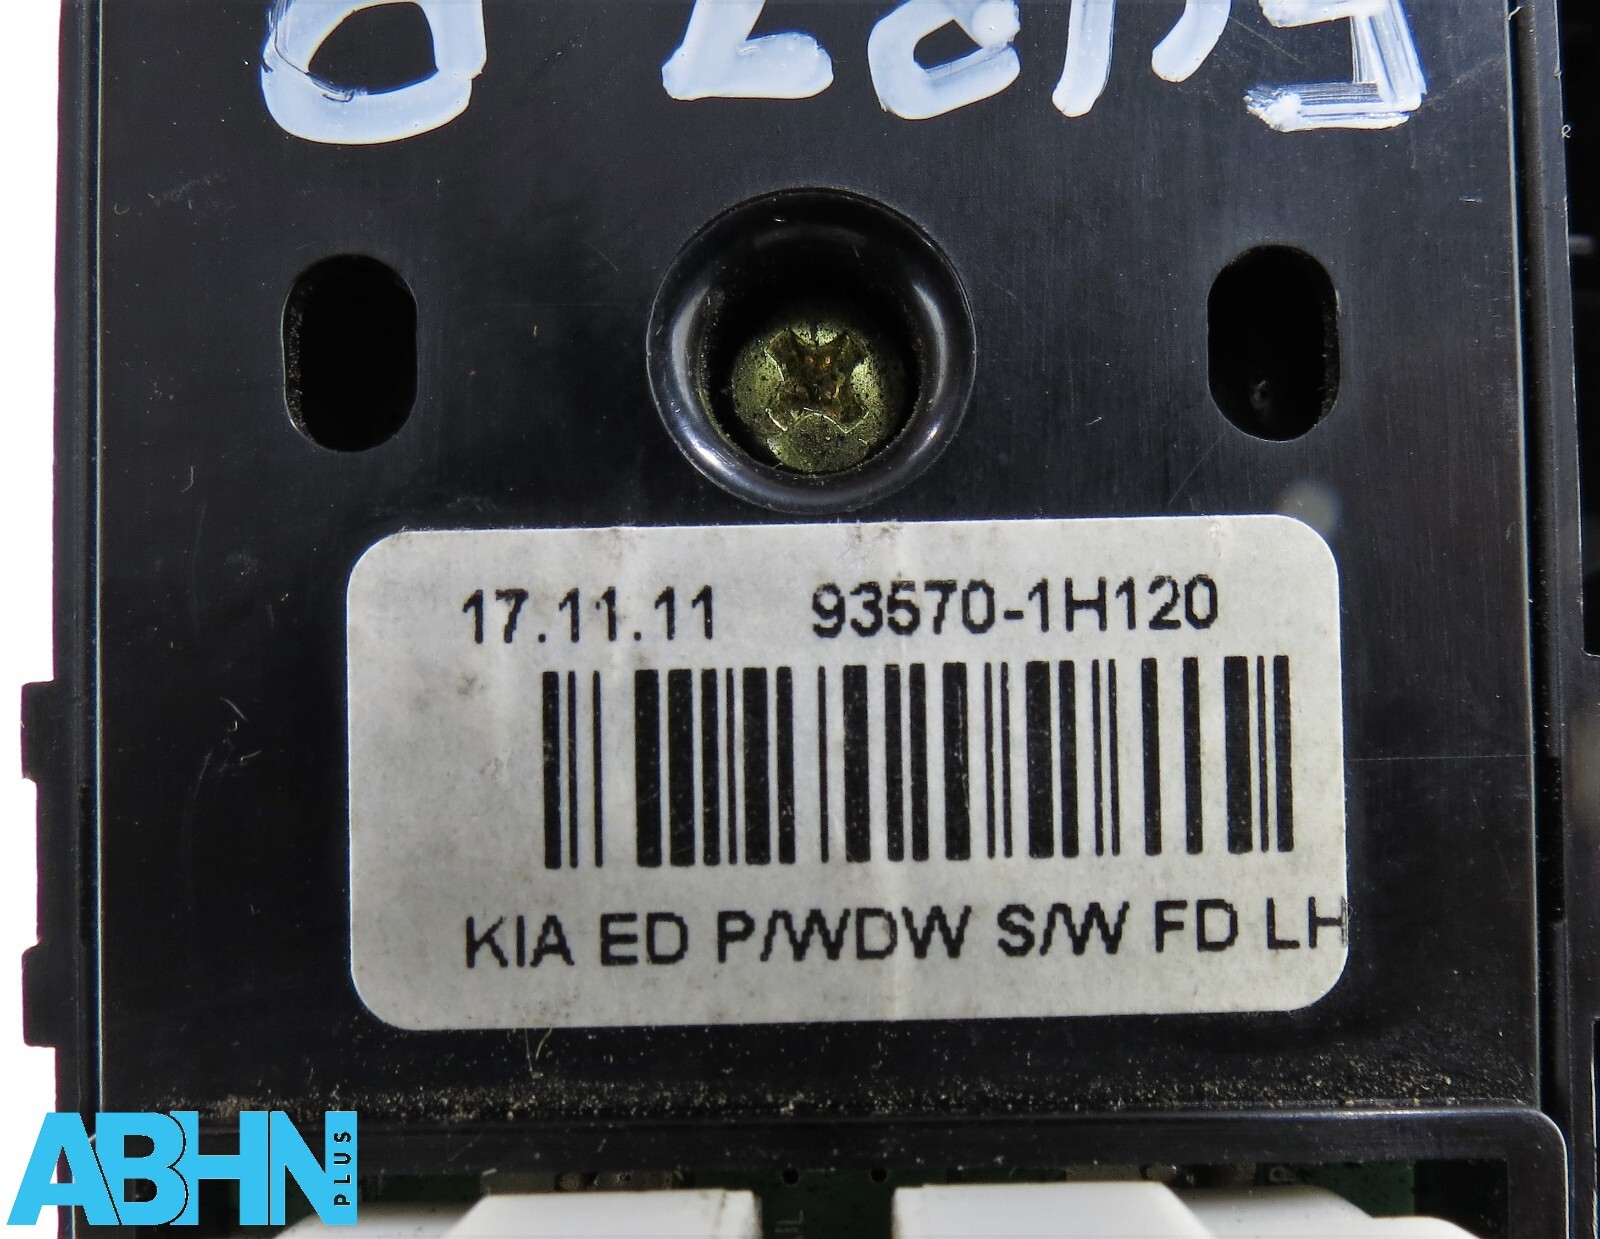 17.11.11 93570-1H120
KIA ED P/WDW S/W FD LH
ABHN PLUS